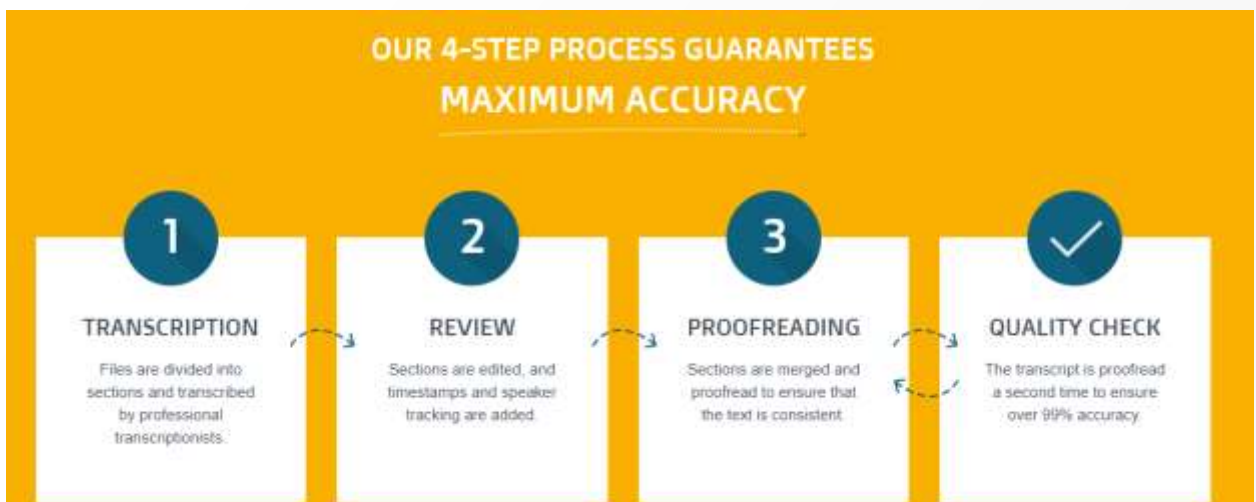 OUR 4-STEP PROCESS GUARANTEES
MAXIMUM ACCURACY
1
TRANSCRIPTION
Files are divided into
sections and transcribed
by professional
transcriptionists.
2
REVIEW
Sections are edited, and
timestamps and speaker
tracking are added.
3
PROOFREADING
Sections are merged and
proofread to ensure that
the text is consistent.
QUALITY CHECK
The transcript is proofread
a second time to ensure
over 99% accuracy.